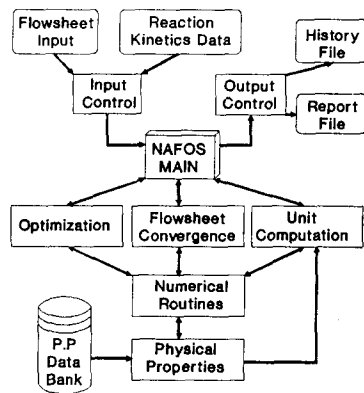 Flowsheet
Input
Reaction
Kinetics Data
History
File
Input
Control
Output
Control
Report
File
NAFOS
MAIN
Optimization
Flowsheet
Convergence
Unit
Computation
Numerical
Routines
P.P
Data
Bank
Physical
Properties